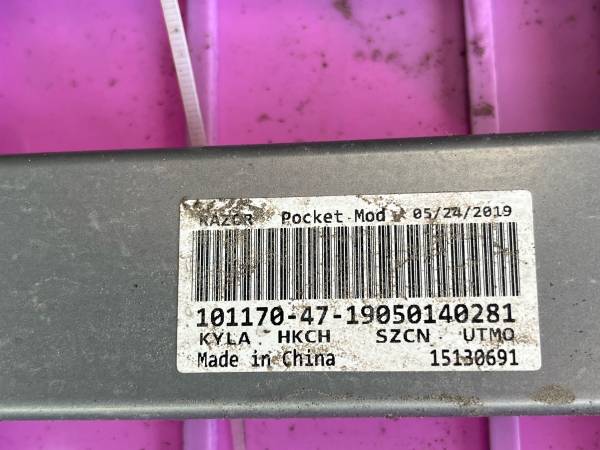 RAZOR Pocket Mod 05/24/2019
101170-47-19050140281
KYLA HKCH SZCN UTMO
Made in China 15130691